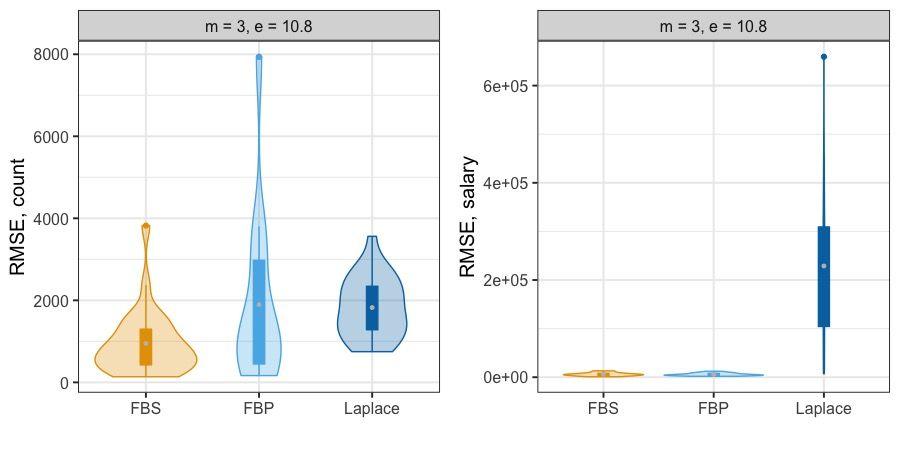 m = 3, e = 10.8
RMSE, count
8000
6000
4000
2000
0
FBS FBP Laplace
m = 3, e = 10.8
RMSE, salary
6e+05
4e+05
2e+05
0e+00
FBS FBP Laplace